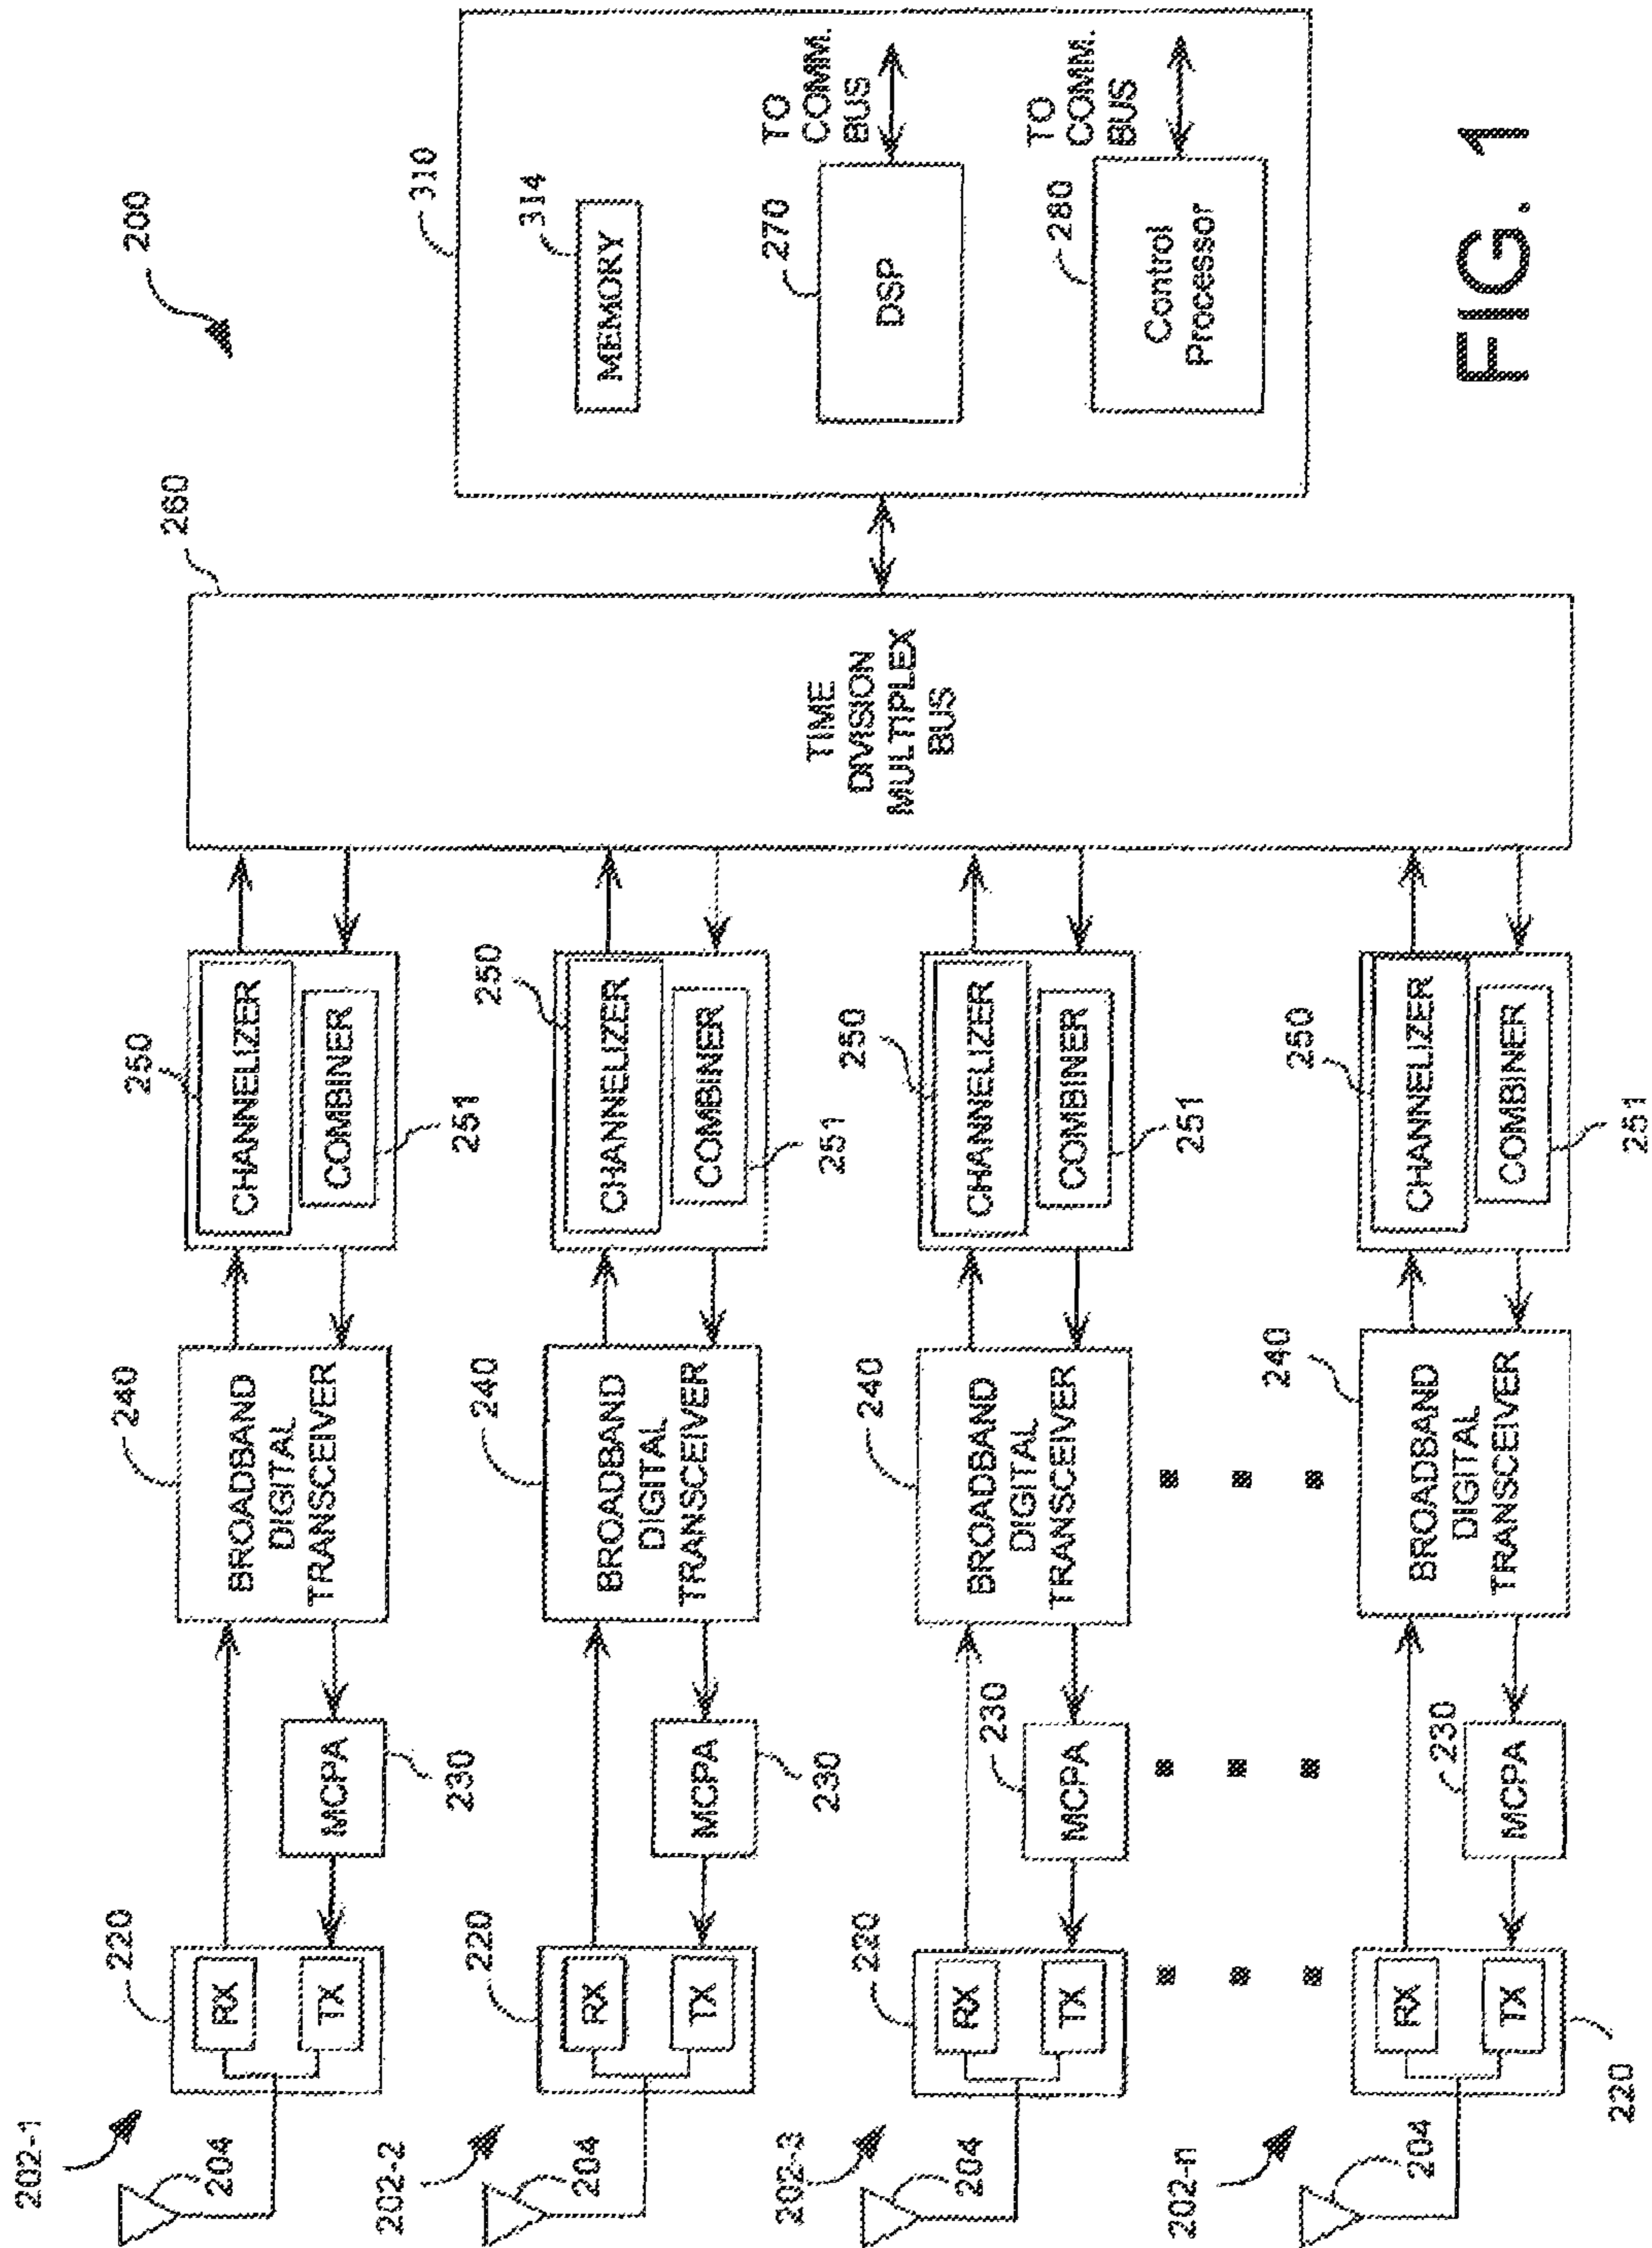 200
202-1
204
220
RX
TX
MCPA
230
240
BROADBAND
DIGITAL
TRANSCEIVER
250
CHANNELIZER
COMBINER
251
202-2
204
220
RX
TX
MCPA
230
240
BROADBAND
DIGITAL
TRANSCEIVER
250
CHANNELIZER
COMBINER
251
202-3
204
220
RX
TX
230
MCPA
240
BROADBAND
DIGITAL
TRANSCEIVER
250
CHANNELIZER
COMBINER
251
202-n
204
220
RX
TX
230
MCPA
240
BROADBAND
DIGITAL
TRANSCEIVER
250
CHANNELIZER
COMBINER
251
260
TIME
DIVISION
MULTIPLEX
BUS
310
314
MEMORY
270
DSP
TO
COMM.
BUS
280
Control
Processor
TO
COMM.
BUS
FIG. 1